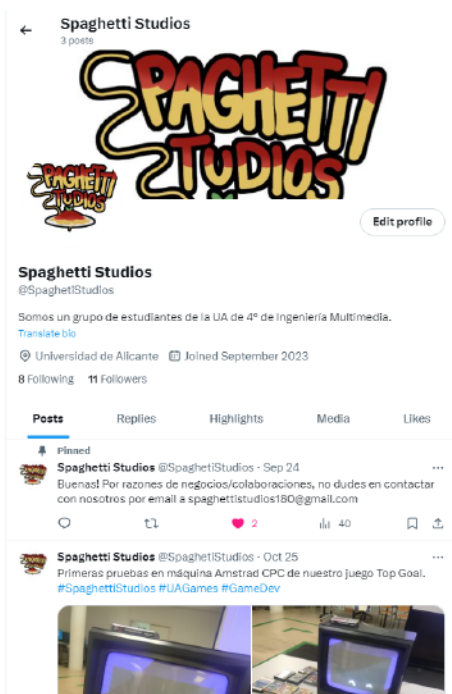 Spaghetti Studios
3 posts
SPAGHETTI
STUDIOS
SPAGHETTI
STUDIOS
Edit profile
Spaghetti Studios
@SpaghetiStudios
Somos un grupo de estudiantes de la UA de 4º de Ingeniería Multimedia.
Translate bio
Universidad de Alicante Joined September 2023
8 Following 11 Followers
Posts Replies Highlights Media Likes
Pinned
Spaghetti Studios @SpaghetiStudios · Sep 24
Buenas! Por razones de negocios/colaboraciones, no dudes en contactar
con nosotros por email a spaghettistudios180@gmail.com
2 40
Spaghetti Studios @SpaghetiStudios · Oct 25
Primeras pruebas en máquina Amstrad CPC de nuestro juego Top Goal.
#SpaghettiStudios #UAGames #GameDev